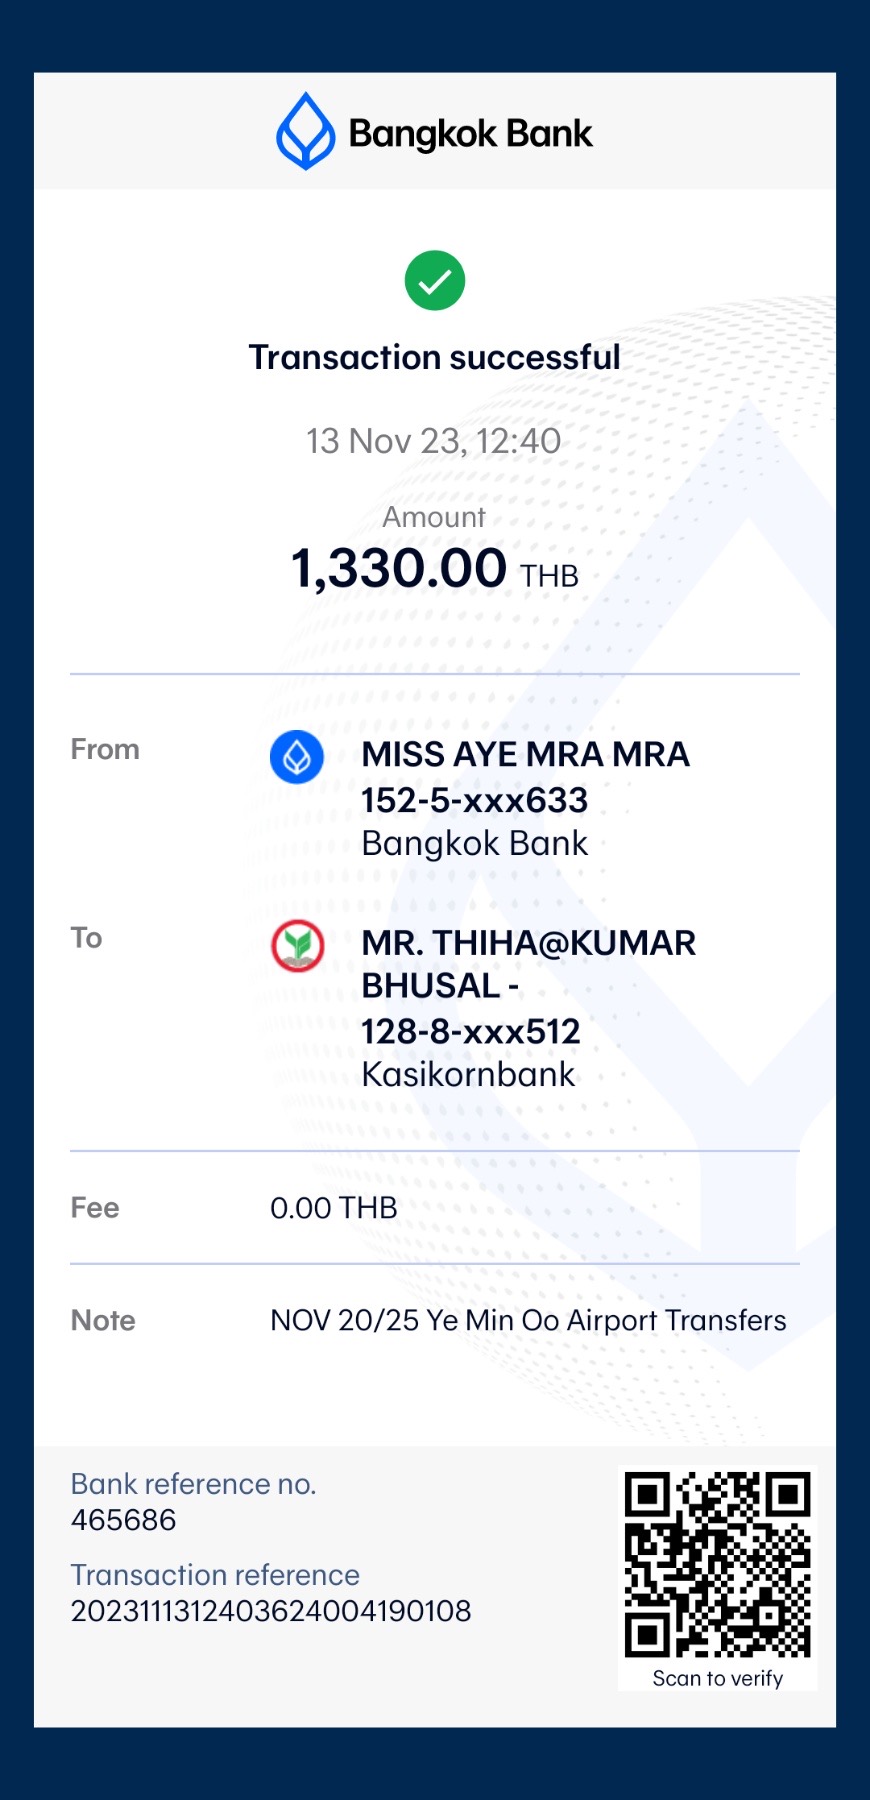 Bangkok Bank
Transaction successful
13 Nov 23, 12:40
Amount
1,330.00 THB
From
MISS AYE MRA MRA
152-5-xxx633
Bangkok Bank
To
MR. THIHA@KUMAR
BHUSAL -
128-8-xxx512
Kasikornbank
Fee
0.00 THB
Note
NOV 20/25 Ye Min Oo Airport Transfers
Bank reference no.
465686
Transaction reference
2023111312403624004190108
Scan to verify